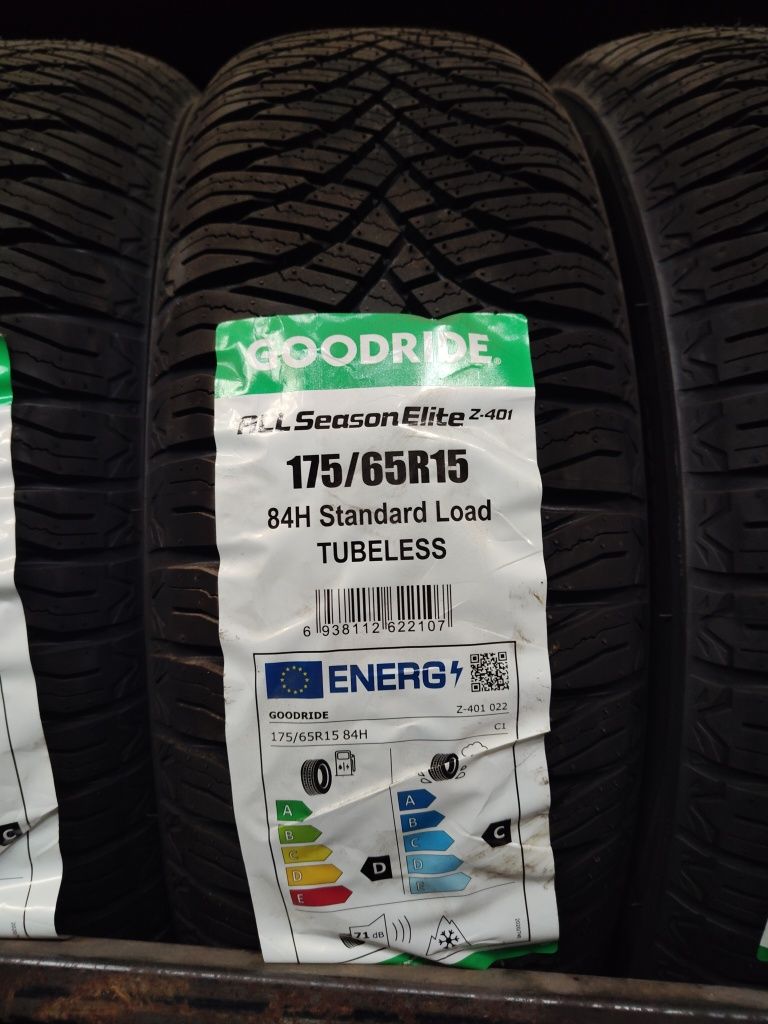 GOODRIDE®
ALL Season Elite Z-401
175/65R15
84H Standard Load
TUBELESS
6 938112 622107
ENERG
GOODRIDE Z-401 022
175/65R15 84H C1
A A
B B
C C C
D D D
E E
71 dB
C